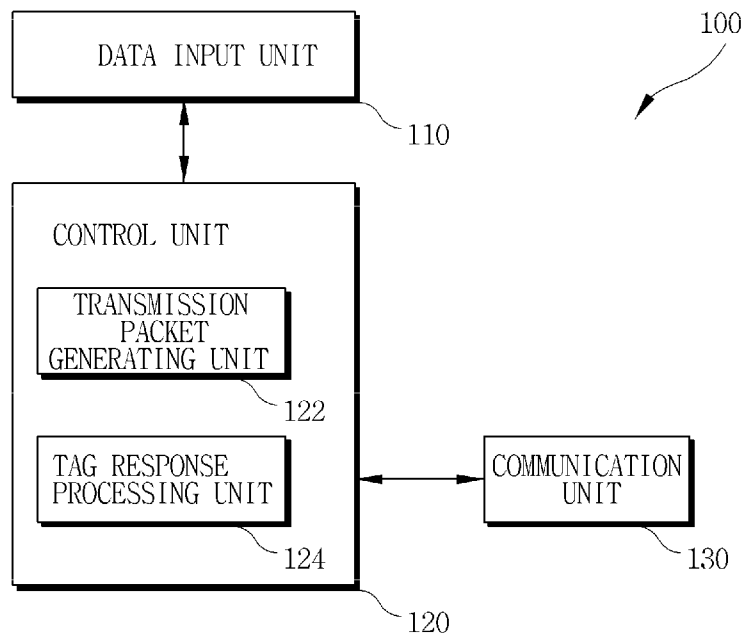 100
DATA INPUT UNIT
110
CONTROL UNIT
TRANSMISSION
PACKET
GENERATING UNIT
122
TAG RESPONSE
PROCESSING UNIT
124
COMMUNICATION
UNIT
130
120